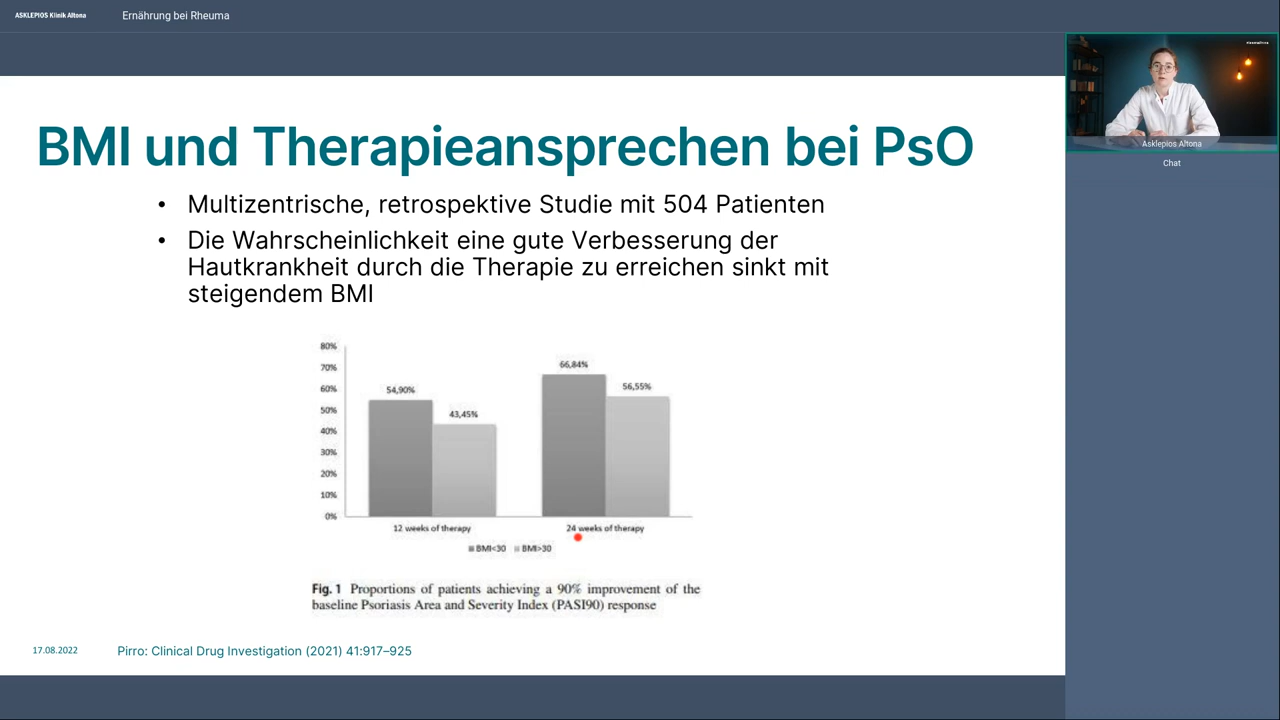 ASKLEPIOS Klinik Altona
Ernährung bei Rheuma
BMI und Therapieansprechen bei PsO
• Multizentrische, retrospektive Studie mit 504 Patienten
• Die Wahrscheinlichkeit eine gute Verbesserung der
Hautkrankheit durch die Therapie zu erreichen sinkt mit
steigendem BMI
80%
70%
60%
50%
40%
30%
20%
10%
0%
54,90%
43,45%
66,84%
56,55%
12 weeks of therapy
24 weeks of therapy
BMI<30 BMI>30
Fig. 1 Proportions of patients achieving a 90% improvement of the
baseline Psoriasis Area and Severity Index (PASI90) response
17.08.2022
Pirro: Clinical Drug Investigation (2021) 41:917–925
Asklepios Altona
Chat